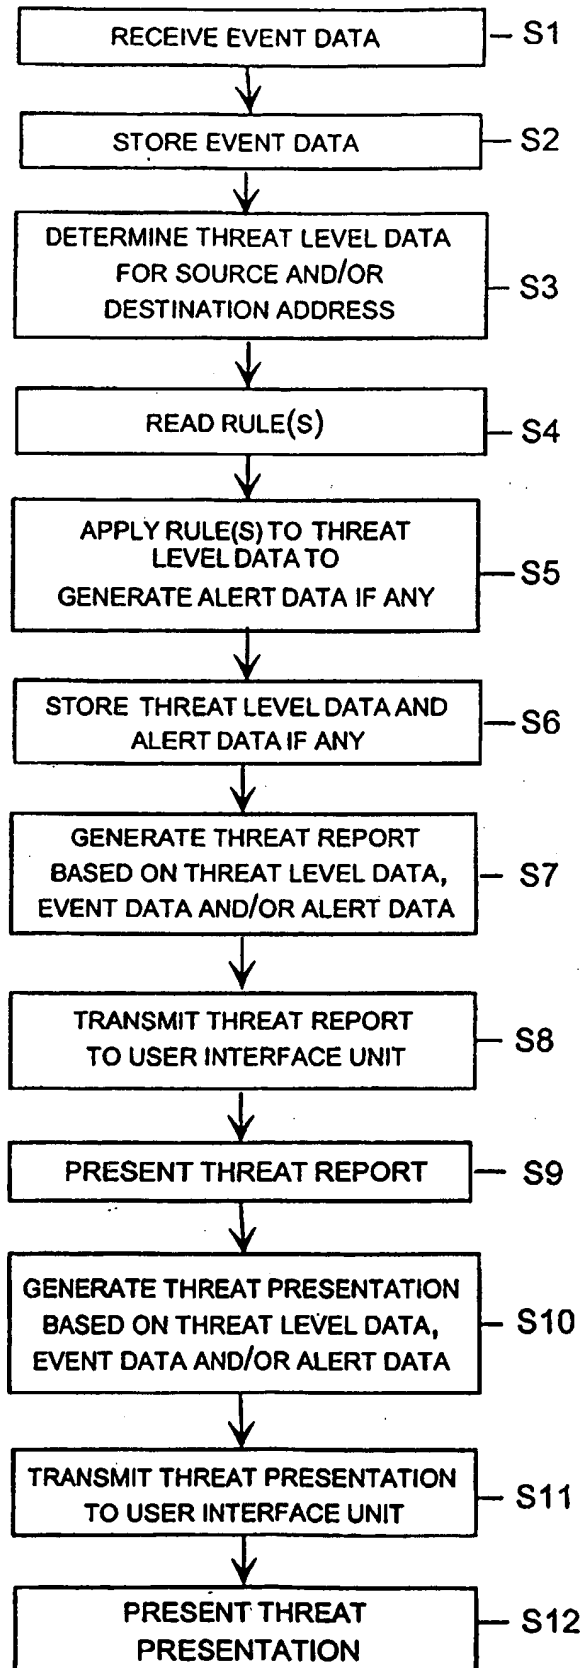 RECEIVE EVENT DATA S1
STORE EVENT DATA S2
DETERMINE THREAT LEVEL DATA
FOR SOURCE AND/OR S3
DESTINATION ADDRESS
READ RULE(S) S4
APPLY RULE(S) TO THREAT
LEVEL DATA TO S5
GENERATE ALERT DATA IF ANY
STORE THREAT LEVEL DATA AND S6
ALERT DATA IF ANY
GENERATE THREAT REPORT
BASED ON THREAT LEVEL DATA, S7
EVENT DATA AND/OR ALERT DATA
TRANSMIT THREAT REPORT S8
TO USER INTERFACE UNIT
PRESENT THREAT REPORT S9
GENERATE THREAT PRESENTATION
BASED ON THREAT LEVEL DATA, S10
EVENT DATA AND/OR ALERT DATA
TRANSMIT THREAT PRESENTATION S11
TO USER INTERFACE UNIT
PRESENT THREAT S12
PRESENTATION